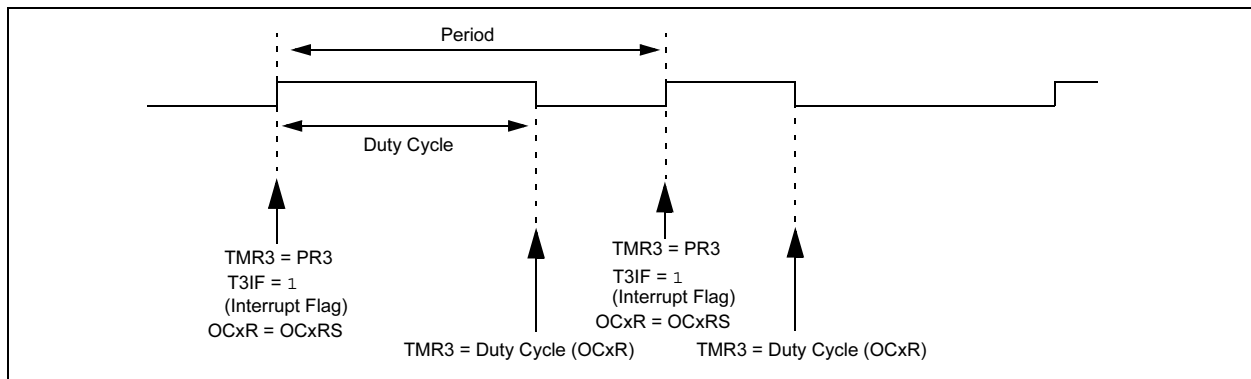 Period
Duty Cycle
TMR3 = PR3
T3IF = 1
(Interrupt Flag)
OCxR = OCxRS
TMR3 = Duty Cycle (OCxR)
TMR3 = PR3
T3IF = 1
(Interrupt Flag)
OCxR = OCxRS
TMR3 = Duty Cycle (OCxR)